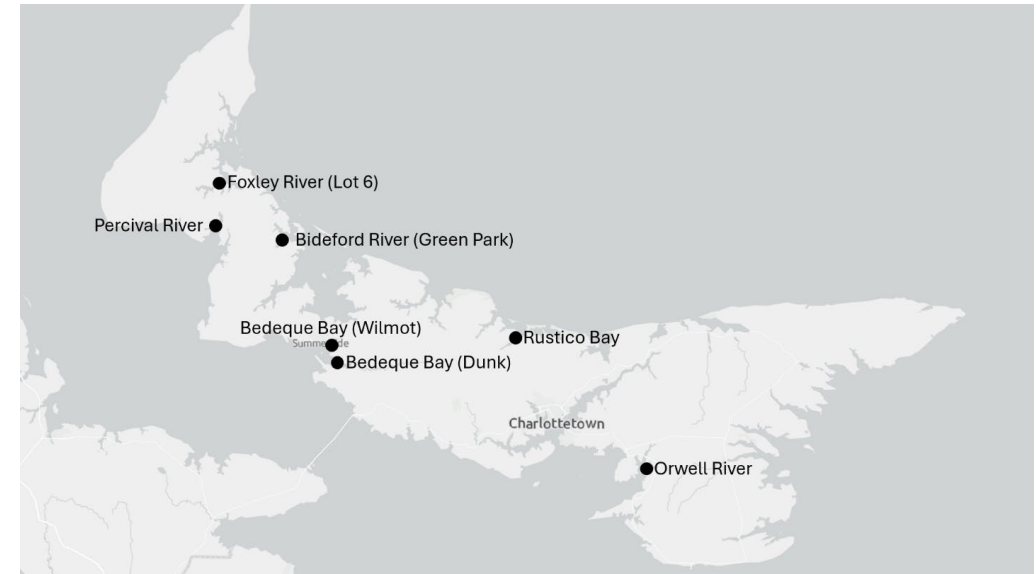 Foxley River (Lot 6)
Percival River
Bideford River (Green Park)
Bedeque Bay (Wilmot)
Rustico Bay
Bedeque Bay (Dunk)
Charlottetown
Orwell River